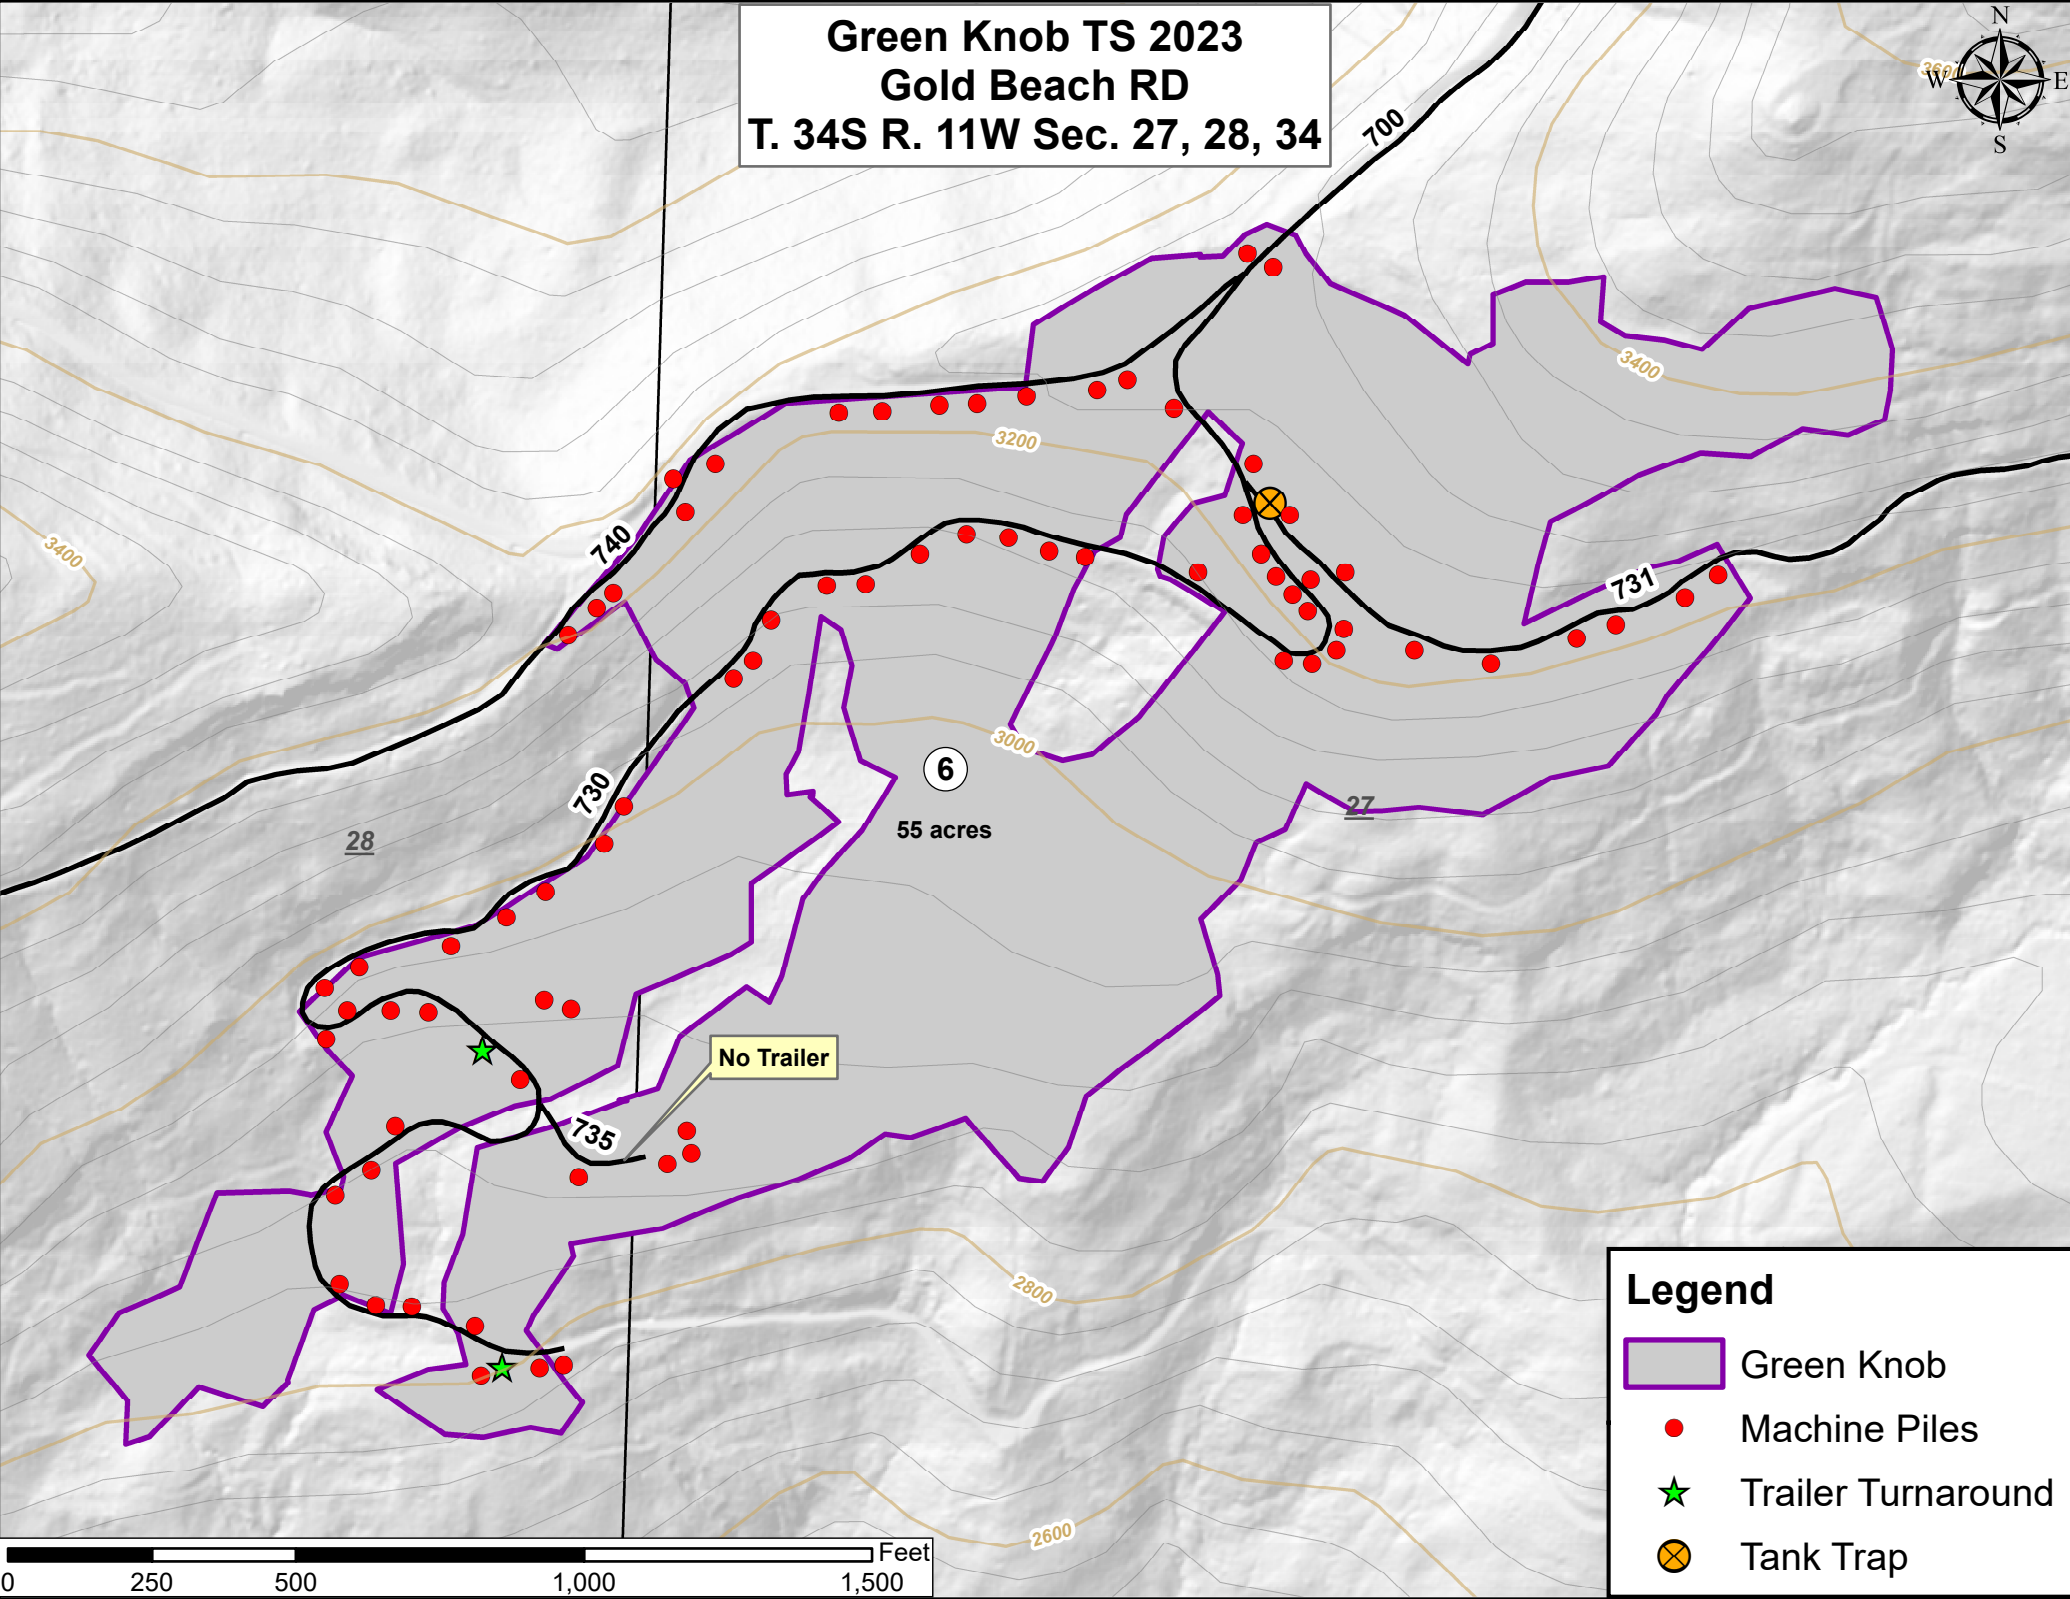 Green Knob TS 2023
Gold Beach RD
T. 34S R. 11W Sec. 27, 28, 34
N
W
E
S
3600
700
3400
3200
3400
740
731
3000
6
55 acres
730
27
28
No Trailer
735
2800
2600
Legend
Green Knob
Machine Piles
Trailer Turnaround
Tank Trap
Feet
0 250 500 1,000 1,500